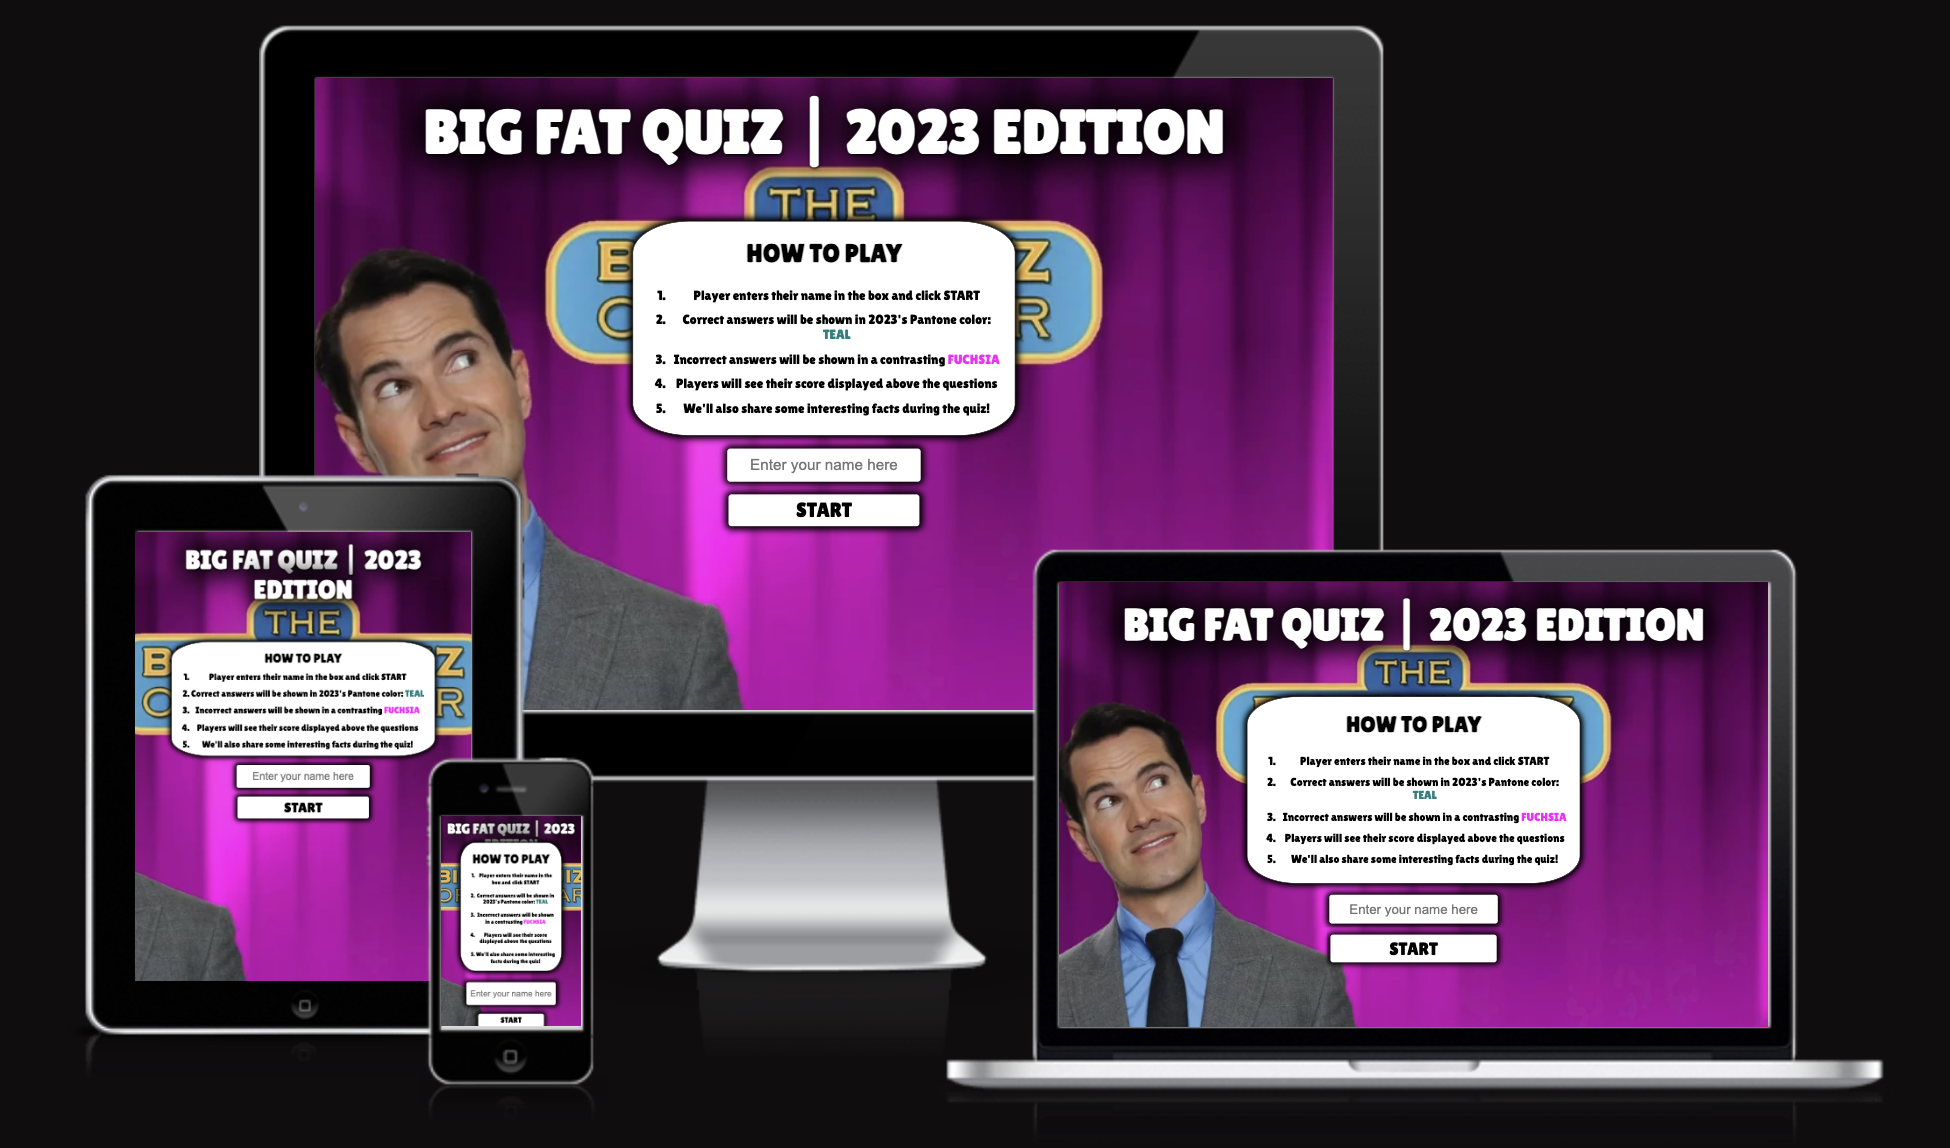 BIG FAT QUIZ | 2023 EDITION
THE
B Z
O R
HOW TO PLAY
1. Player enters their name in the box and click START
2. Correct answers will be shown in 2023's Pantone color:
TEAL
3. Incorrect answers will be shown in a contrasting FUCHSIA
4. Players will see their score displayed above the questions
5. We'll also share some interesting facts during the quiz!
Enter your name here
START
BIG FAT QUIZ | 2023
EDITION
THE
B Z
O R
HOW TO PLAY
1. Player enters their name in the box and click START
2. Correct answers will be shown in 2023's Pantone color: TEAL
3. Incorrect answers will be shown in a contrasting FUCHSIA
4. Players will see their score displayed above the questions
5. We'll also share some interesting facts during the quiz!
Enter your name here
START
BIG FAT QUIZ | 2023
EDITION
BI IZ
OF AR
HOW TO PLAY
1. Player enters their name in the
box and click START
2. Correct answers will be shown in
2023's Pantone color: TEAL
3. Incorrect answers will be shown
in a contrasting FUCHSIA
4. Players will see their score
displayed above the questions
5. We'll also share some interesting
facts during the quiz!
Enter your name here
START
BIG FAT QUIZ | 2023 EDITION
THE
HOW TO PLAY
1. Player enters their name in the box and click START
2. Correct answers will be shown in 2023's Pantone color:
TEAL
3. Incorrect answers will be shown in a contrasting FUCHSIA
4. Players will see their score displayed above the questions
5. We'll also share some interesting facts during the quiz!
Enter your name here
START